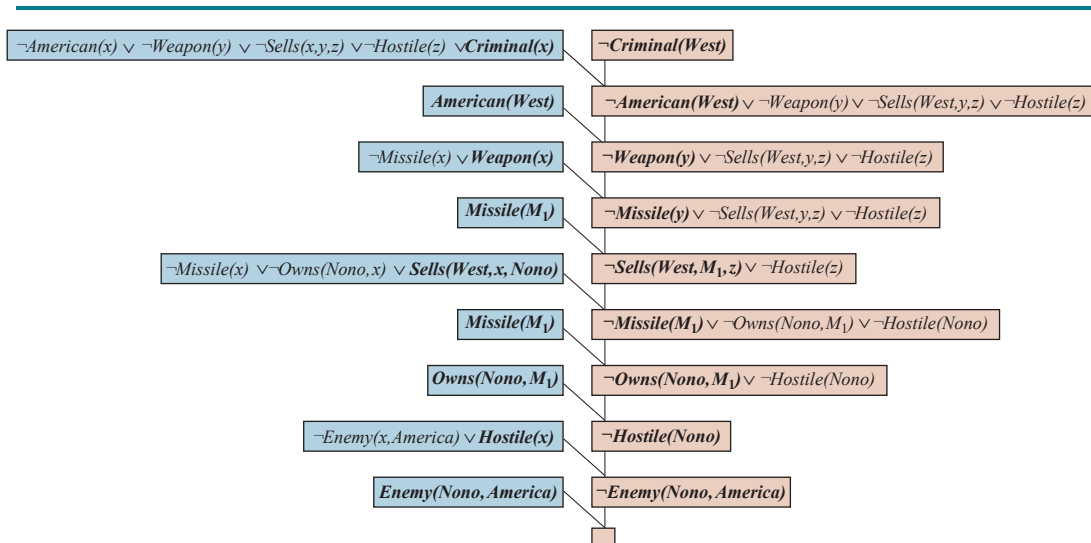 ¬American(x) ∨ ¬Weapon(y) ∨ ¬Sells(x,y,z) ∨ ¬Hostile(z) ∨ Criminal(x) ¬Criminal(West)
American(West) ¬American(West) ∨ ¬Weapon(y) ∨ ¬Sells(West,y,z) ∨ ¬Hostile(z)
¬Missile(x) ∨ Weapon(x) ¬Weapon(y) ∨ ¬Sells(West,y,z) ∨ ¬Hostile(z)
Missile(M₁) ¬Missile(y) ∨ ¬Sells(West,y,z) ∨ ¬Hostile(z)
¬Missile(x) ∨ ¬Owns(Nono,x) ∨ Sells(West,x,Nono) ¬Sells(West,M₁,z) ∨ ¬Hostile(z)
Missile(M₁) ¬Missile(M₁) ∨ ¬Owns(Nono,M₁) ∨ ¬Hostile(Nono)
Owns(Nono,M₁) ¬Owns(Nono,M₁) ∨ ¬Hostile(Nono)
¬Enemy(x,America) ∨ Hostile(x) ¬Hostile(Nono)
Enemy(Nono,America) ¬Enemy(Nono,America)